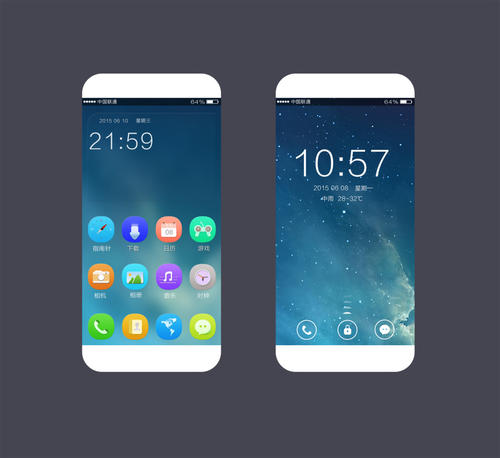 中国联通 64%
2015 06 10 星期三
21:59
08
指南针 下载 日历 游戏
相机 相册 音乐 时钟
中国联通 64%
10:57
2015 06 08 星期一
中雨 28~32℃